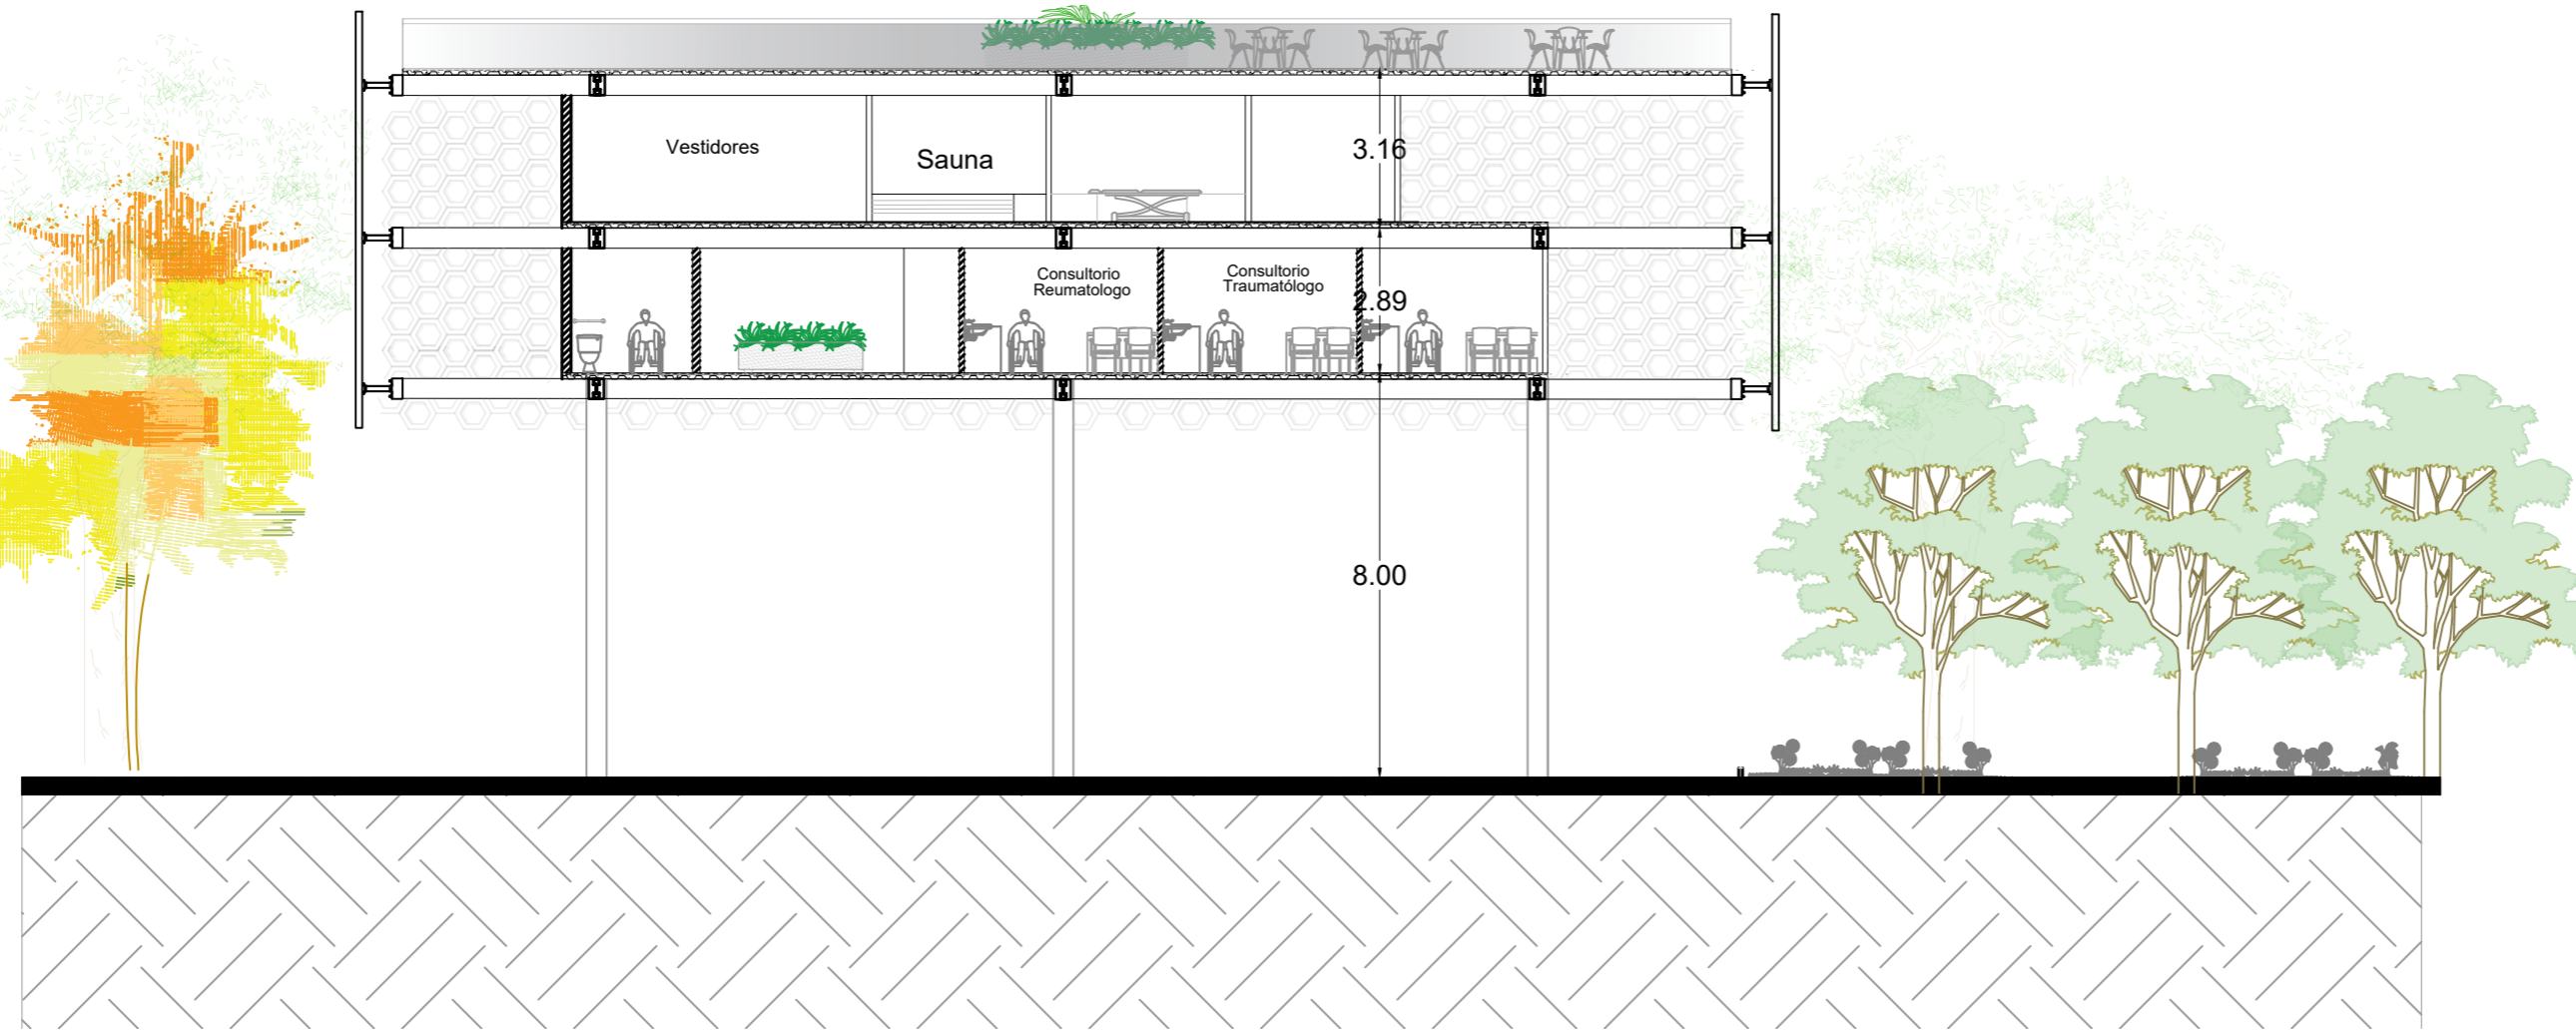 Vestidores
Sauna
3.16
Consultorio
Reumatologo
Consultorio
Traumatólogo
2.89
8.00